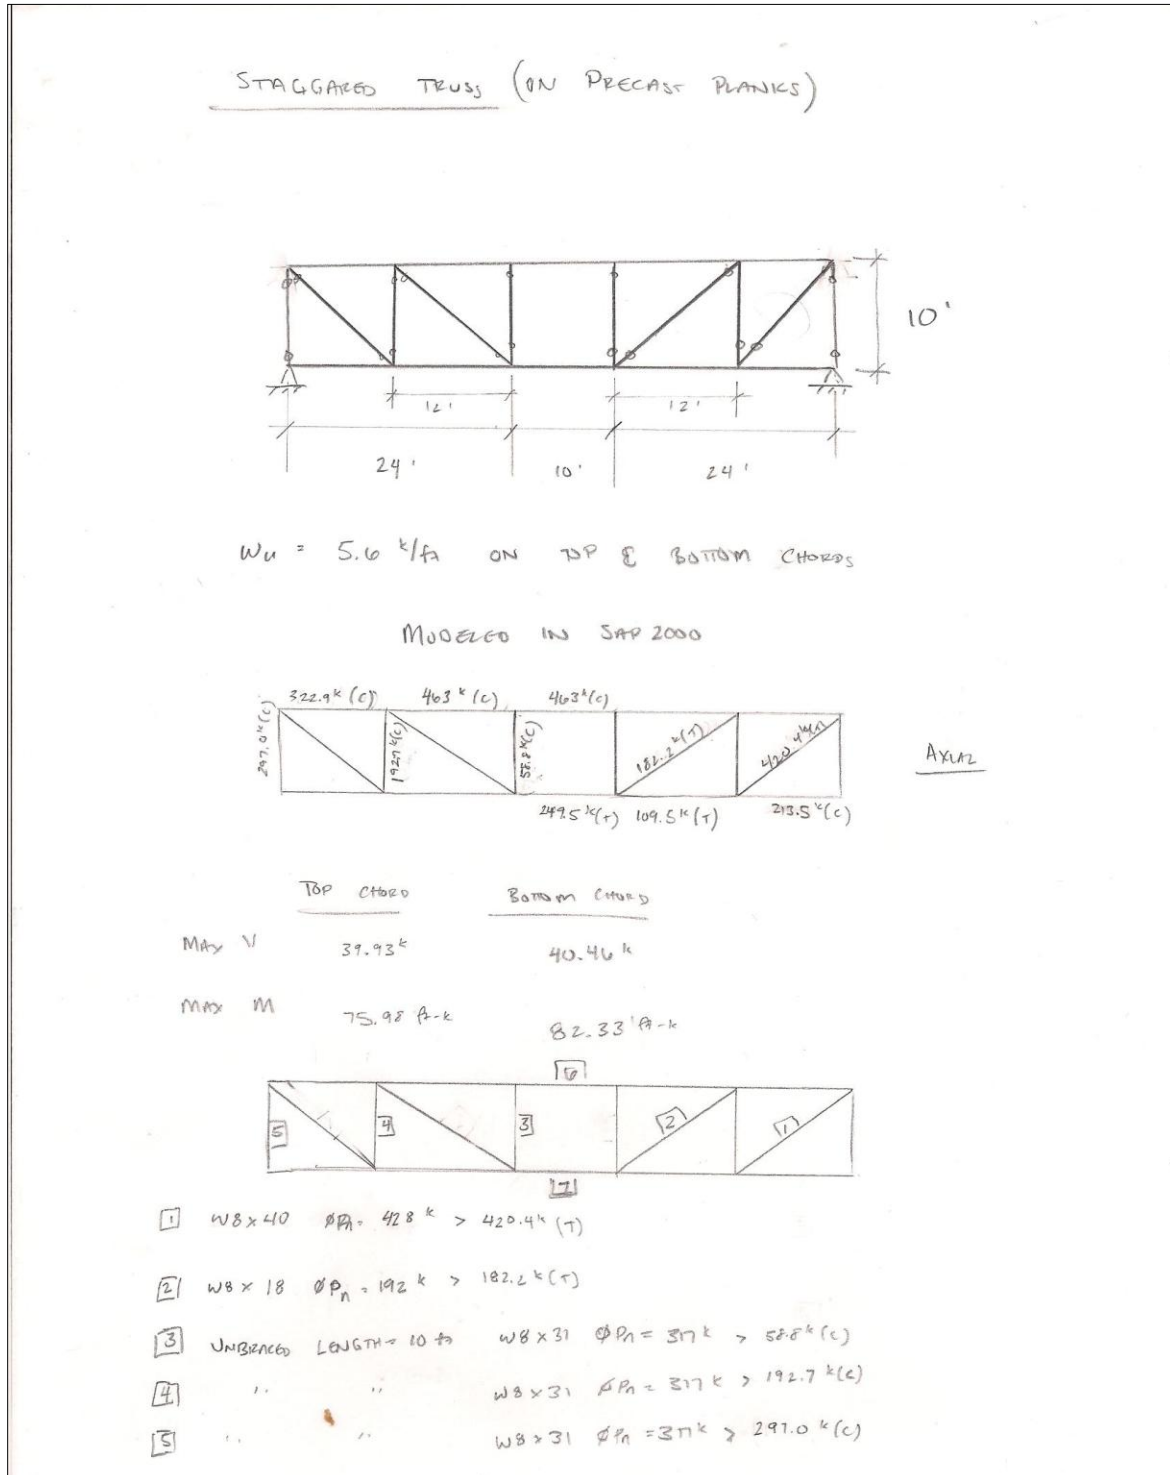 STAGGARED TRUSS (ON PRECAST PLANKS)
10'
12' 12'
24' 10' 24'
Wu = 5.6 k/ft ON TOP & BOTTOM CHORDS
MODELED IN SAP 2000
322.9k (C) 463k (C) 463k (C)
297.0k (C) 192.7k (C) 58.8k (C) 182.2k (T) 420.4k (T)
AXIAL
249.5k (T) 109.5k (T) 213.5k (C)
TOP CHORD BOTTOM CHORD
MAX V 39.93k 40.46k
MAX M 75.98 ft-k 82.33 ft-k
6
5 4 3 2 1
7
1 W8x40 ØPn = 428k > 420.4k (T)
2 W8x18 ØPn = 192k > 182.2k (T)
3 UNBRACED LENGTH = 10 ft W8x31 ØPn = 317k > 58.8k (C)
4 " " W8x31 ØPn = 317k > 192.7k (C)
5 " " W8x31 ØPn = 317k > 297.0k (C)